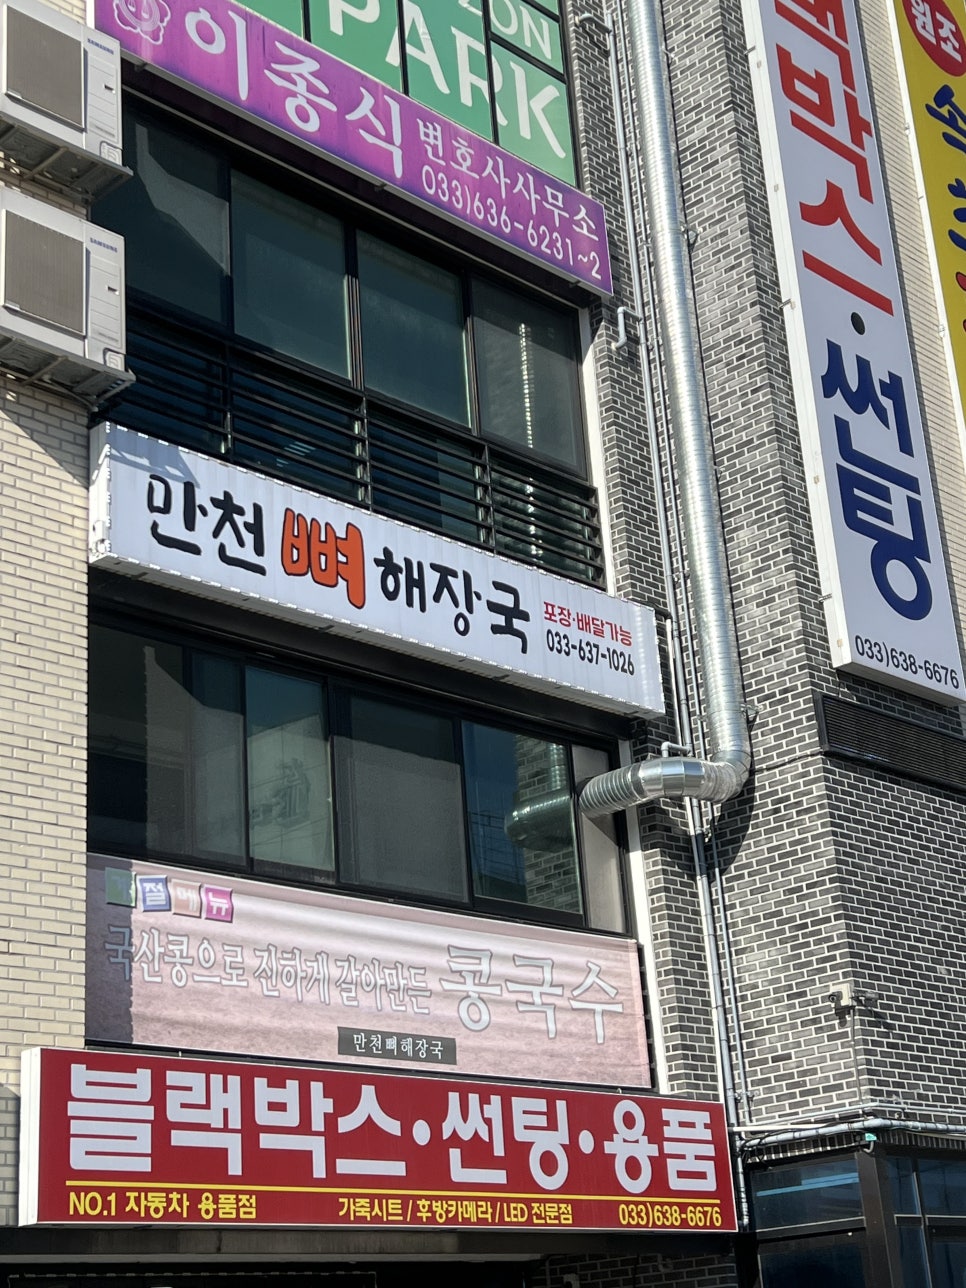 ZON
PARK
이종식 변호사사무소
033)636-6231~2
만천뼈해장국
포장·배달가능
033-637-1026
계절메뉴
국산콩으로 진하게 갈아만든 콩국수
만천뼈해장국
블랙박스·썬팅·용품
NO.1 자동차 용품점
가죽시트/후방카메라/LED 전문점
033)638-6676
랙박스·썬팅
033)638-6676
원조